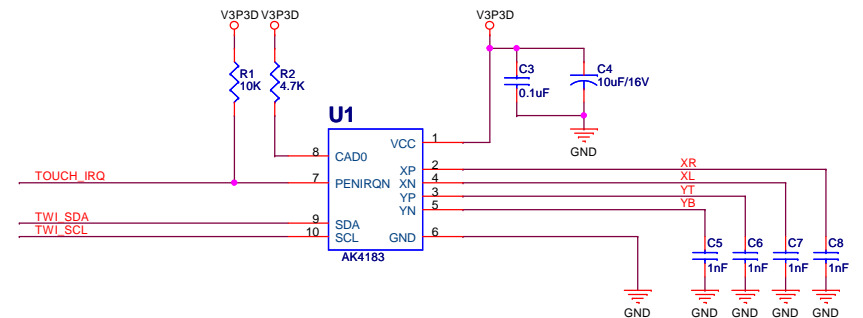 V3P3D V3P3D V3P3D
R1 R2 C3 C4
10K 4.7K 0.1uF 10uF/16V
U1
GND
VCC 1
8 CAD0
XP 2 XR
TOUCH_IRQ 7 PENIRQN XN 4 XL
YP 3 YT
YN 5 YB
TWI_SDA 9 SDA
TWI_SCL 10 SCL GND 6
AK4183
C5 C6 C7 C8
1nF 1nF 1nF 1nF
GND GND GND GND GND